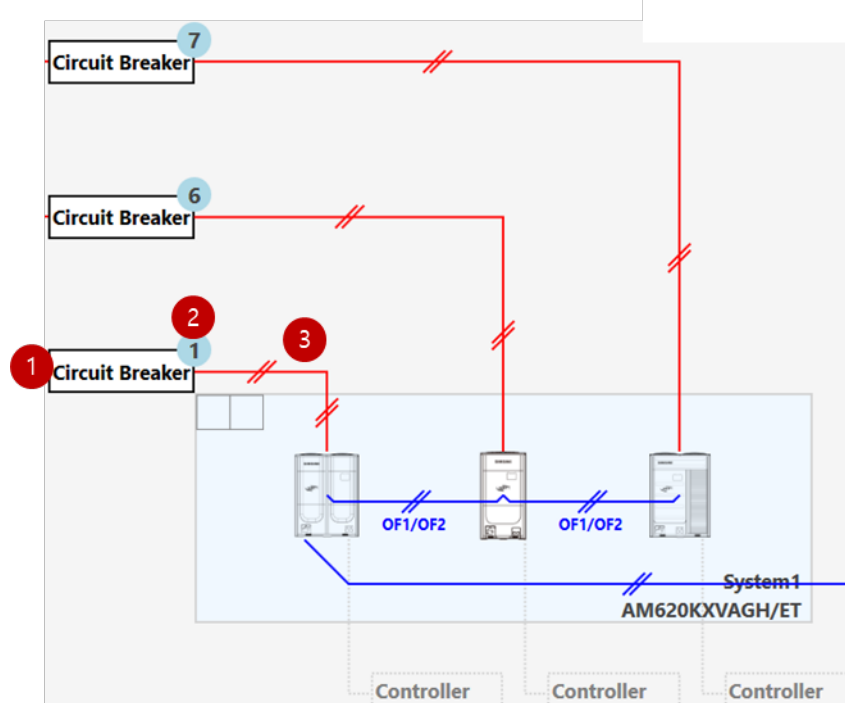 7
Circuit Breaker
6
Circuit Breaker
2
3
1
1
Circuit Breaker
OF1/OF2
OF1/OF2
System1
AM620KXVAGH/ET
Controller
Controller
Controller